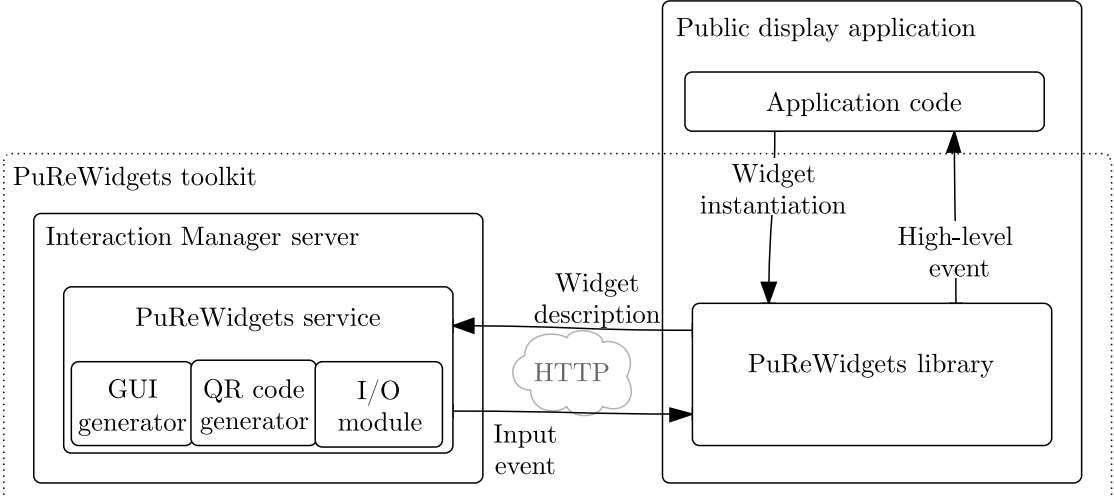 Public display application
Application code
PuReWidgets toolkit
Widget
instantiation
Interaction Manager server
High-level
event
Widget
description
PuReWidgets service
HTTP
PuReWidgets library
GUI
generator
QR code
generator
I/O
module
Input
event